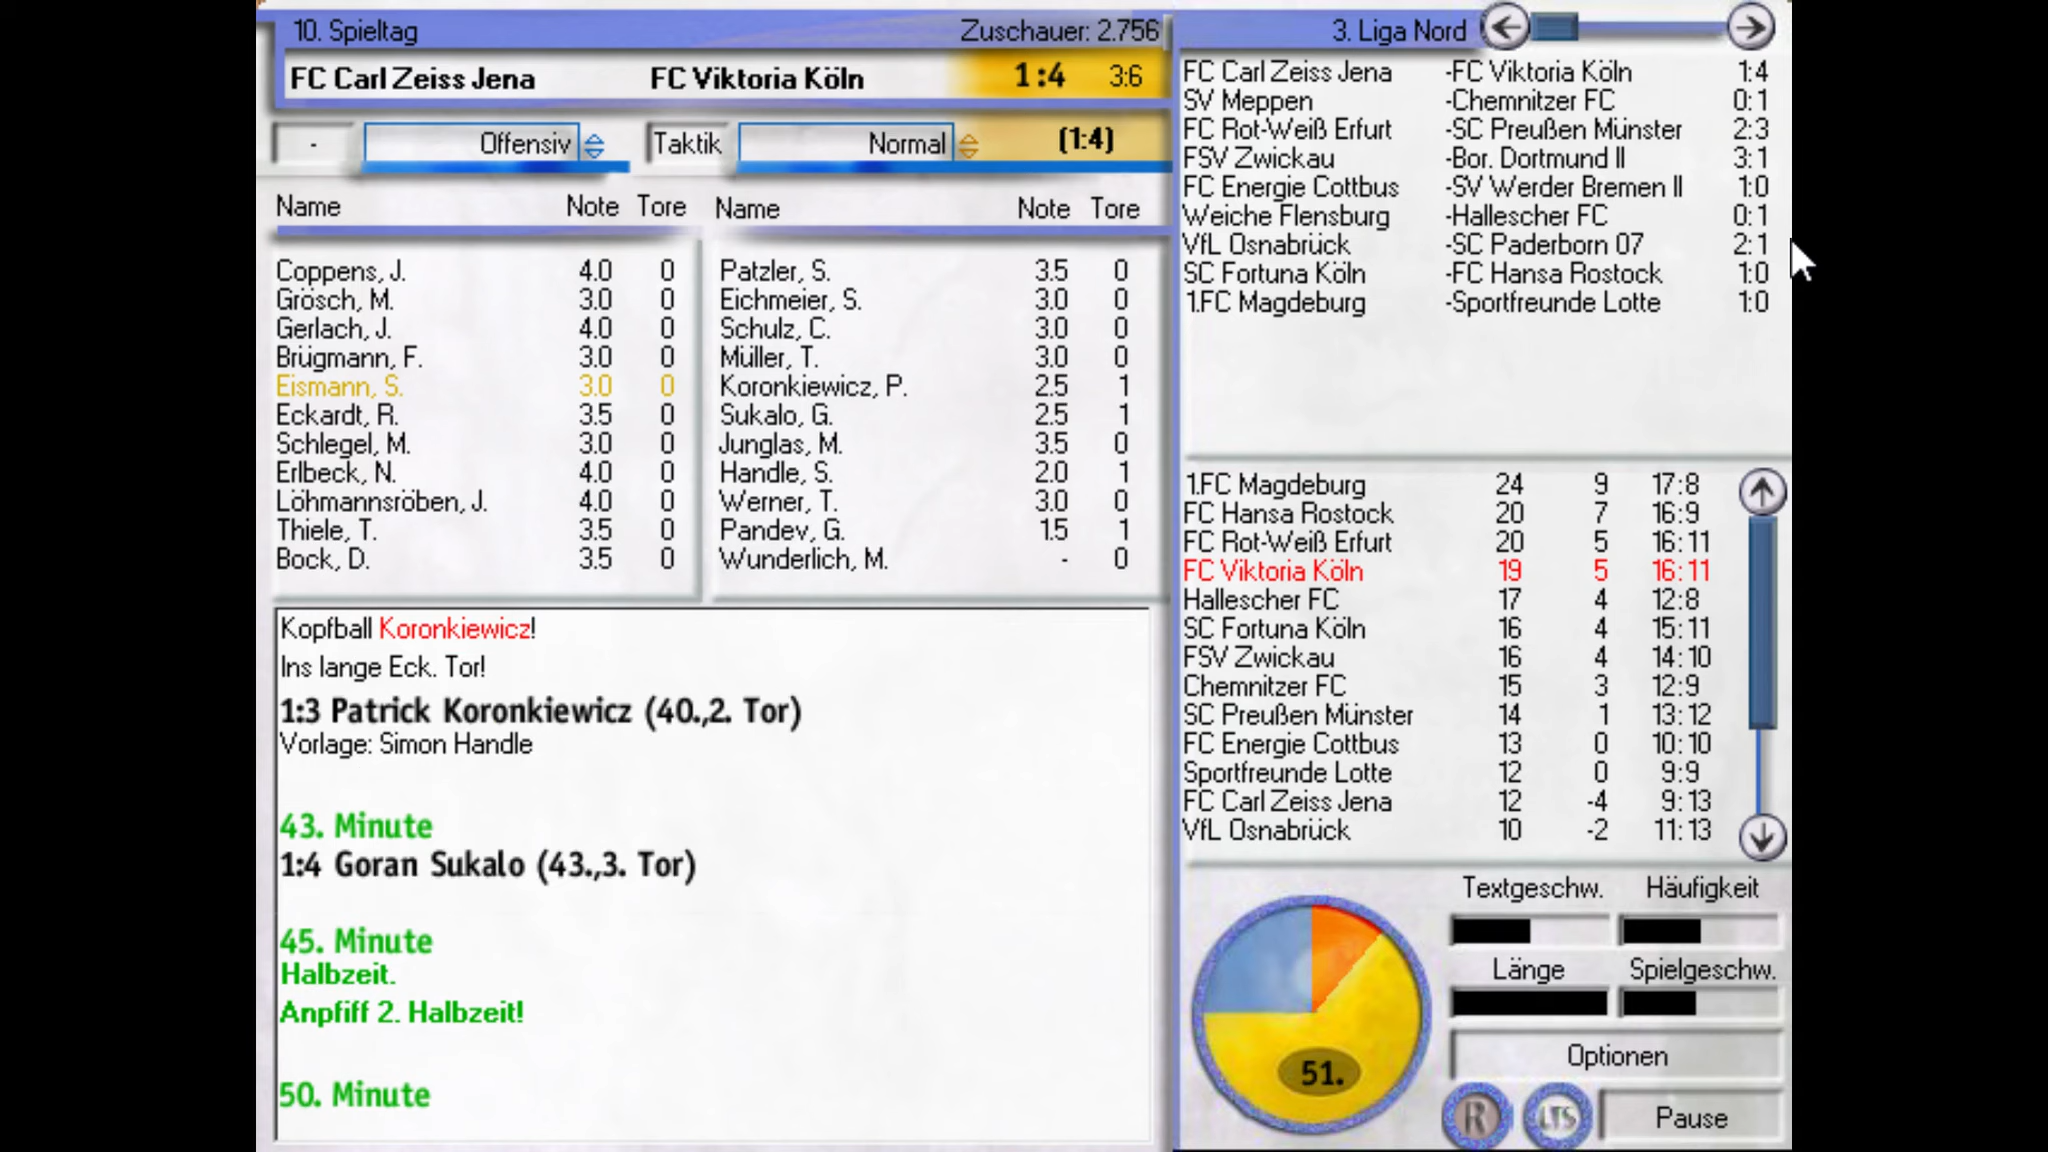 10. Spieltag Zuschauer: 2.756
FC Carl Zeiss Jena FC Viktoria Köln 1:4 3:6
- Offensiv Taktik Normal (1:4)
Name Note Tore Name Note Tore
Coppens, J. 4.0 0
Grösch, M. 3.0 0
Gerlach, J. 4.0 0
Brügmann, F. 3.0 0
Eismann, S. 3.0 0
Eckardt, R. 3.5 0
Schlegel, M. 3.0 0
Erlbeck, N. 4.0 0
Löhmannsröben, J. 4.0 0
Thiele, T. 3.5 0
Bock, D. 3.5 0
Patzler, S. 3.5 0
Eichmeier, S. 3.0 0
Schulz, C. 3.0 0
Müller, T. 3.0 0
Koronkiewicz, P. 2.5 1
Sukalo, G. 2.5 1
Junglas, M. 3.5 0
Handle, S. 2.0 1
Werner, T. 3.0 0
Pandev, G. 1.5 1
Wunderlich, M. - 0
Kopfball Koronkiewicz!
Ins lange Eck. Tor!
1:3 Patrick Koronkiewicz (40.,2. Tor)
Vorlage: Simon Handle
43. Minute
1:4 Goran Sukalo (43.,3. Tor)
45. Minute
Halbzeit.
Anpfiff 2. Halbzeit!
50. Minute
3. Liga Nord
FC Carl Zeiss Jena -FC Viktoria Köln 1:4
SV Meppen -Chemnitzer FC 0:1
FC Rot-Weiß Erfurt -SC Preußen Münster 2:3
FSV Zwickau -Bor. Dortmund II 3:1
FC Energie Cottbus -SV Werder Bremen II 1:0
Weiche Flensburg -Hallescher FC 0:1
VfL Osnabrück -SC Paderborn 07 2:1
SC Fortuna Köln -FC Hansa Rostock 1:0
1.FC Magdeburg -Sportfreunde Lotte 1:0
1.FC Magdeburg 24 9 17:8
FC Hansa Rostock 20 7 16:9
FC Rot-Weiß Erfurt 20 5 16:11
FC Viktoria Köln 19 5 16:11
Hallescher FC 17 4 12:8
SC Fortuna Köln 16 4 15:11
FSV Zwickau 16 4 14:10
Chemnitzer FC 15 3 12:9
SC Preußen Münster 14 1 13:12
FC Energie Cottbus 13 0 10:10
Sportfreunde Lotte 12 0 9:9
FC Carl Zeiss Jena 12 -4 9:13
VfL Osnabrück 10 -2 11:13
Textgeschw. Häufigkeit
Länge Spielgeschw.
51.
Optionen
R LTS Pause